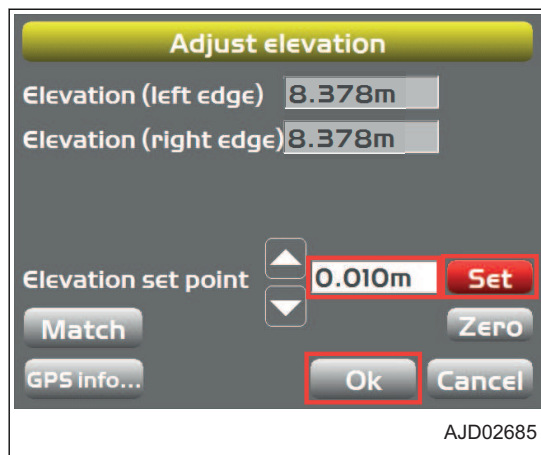 Adjust elevation
Elevation (left edge) 8.378m
Elevation (right edge) 8.378m
Elevation set point 0.010m Set
Match Zero
GPS info... Ok Cancel
AJD02685